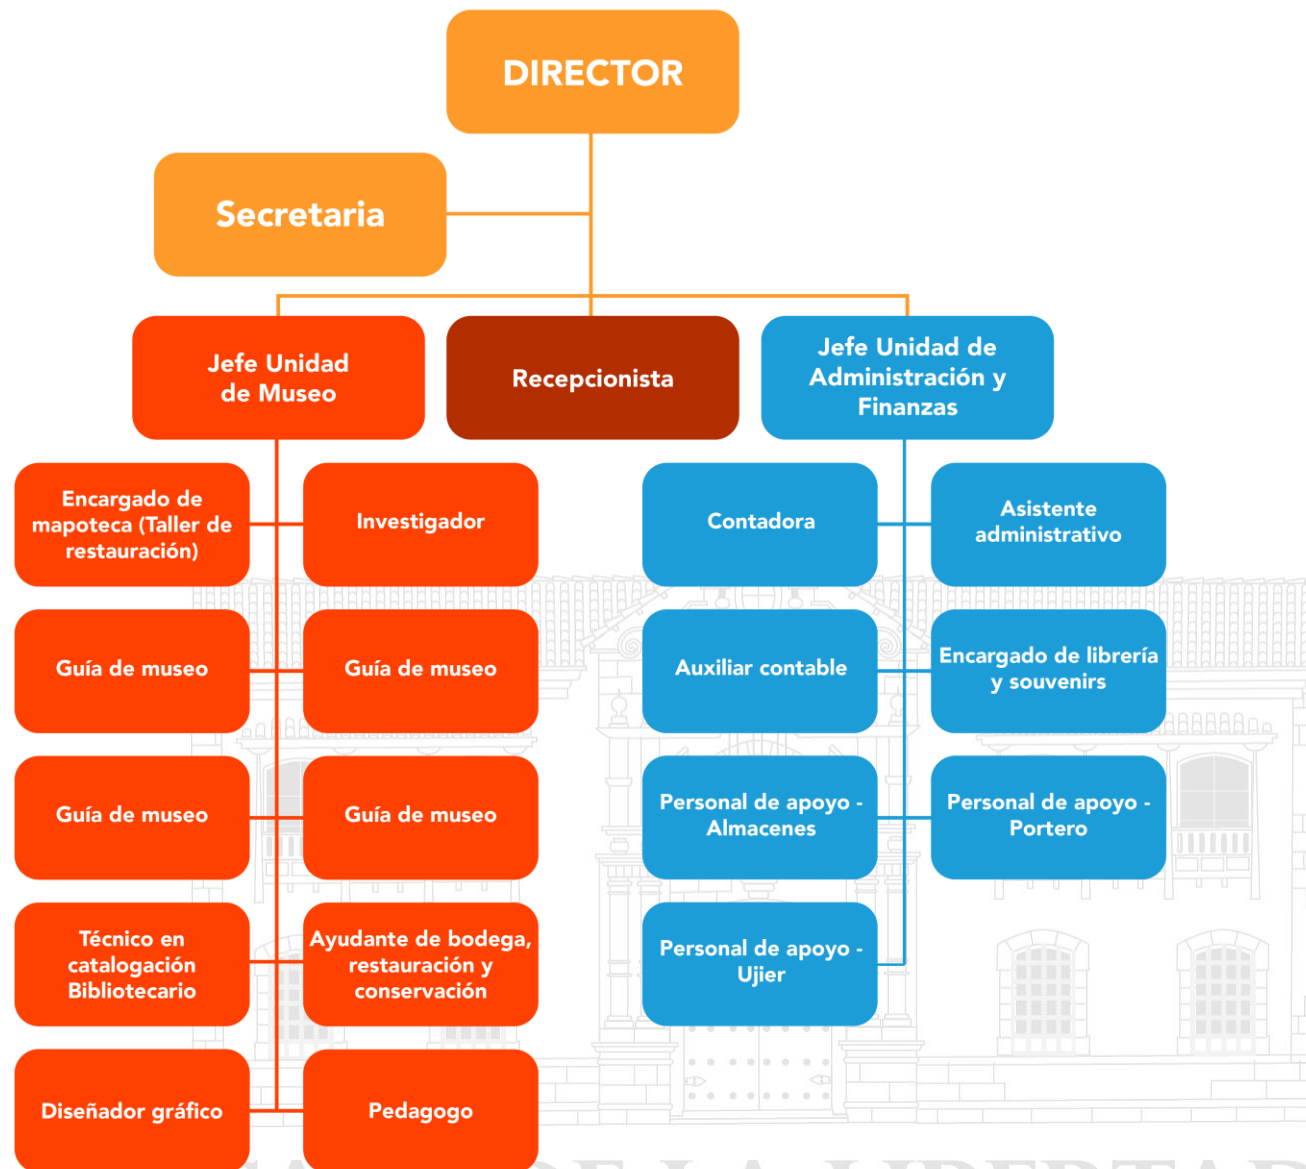 DIRECTOR
Secretaria
Jefe Unidad
de Museo
Recepcionista
Jefe Unidad de
Administración y
Finanzas
Encargado de
mapoteca (Taller de
restauración)
Investigador
Contadora
Asistente
administrativo
Guía de museo
Guía de museo
Auxiliar contable
Encargado de librería
y souvenirs
Guía de museo
Guía de museo
Personal de apoyo -
Almacenes
Personal de apoyo -
Portero
Técnico en
catalogación
Bibliotecario
Ayudante de bodega,
restauración y
conservación
Personal de apoyo -
Ujier
Diseñador gráfico
Pedagogo
DE LA LIBERTAD